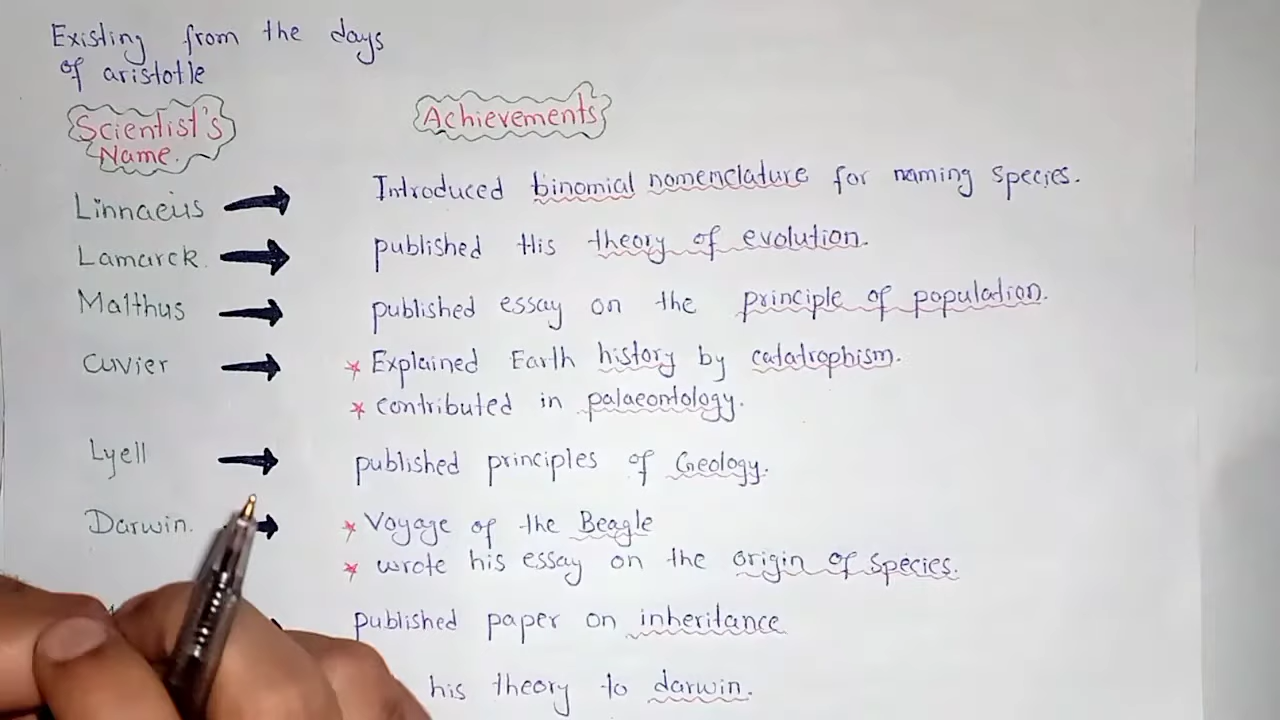 Existing from the days
of aristotle
Scientist's
Name.
Achievements
Linnaeus
Introduced binomial nomenclature for naming species.
Lamarck.
published His theory of evolution.
Malthus
published essay on the principle of population.
Cuvier
* Explained Earth history by catatrophism.
* contributed in palaeontology.
Lyell
published principles of Geology.
Darwin.
* Voyage of the Beagle
* wrote his essay on the origin of species.
published paper on inheritance
his theory to darwin.